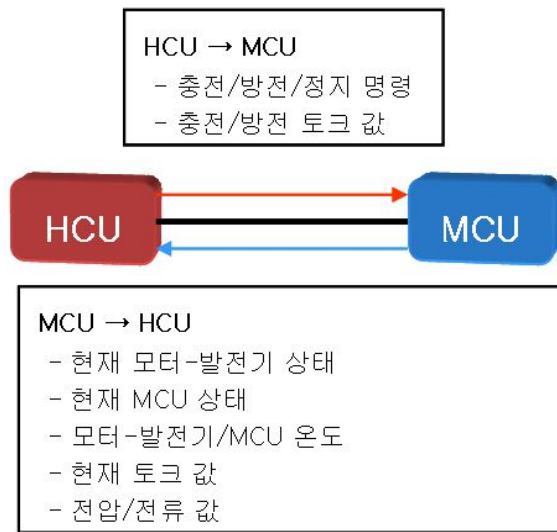 HCU → MCU
- 충전/방전/정지 명령
- 충전/방전 토크 값
HCU
MCU
MCU → HCU
- 현재 모터-발전기 상태
- 현재 MCU 상태
- 모터-발전기/MCU 온도
- 현재 토크 값
- 전압/전류 값